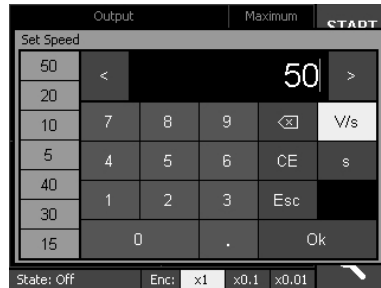 Output Maximum START
Set Speed
50
20
10
5
40
30
15
< 50 >
7 8 9 V/s
4 5 6 CE s
1 2 3 Esc
0 . Ok
State: Off Enc: x1 x0.1 x0.01